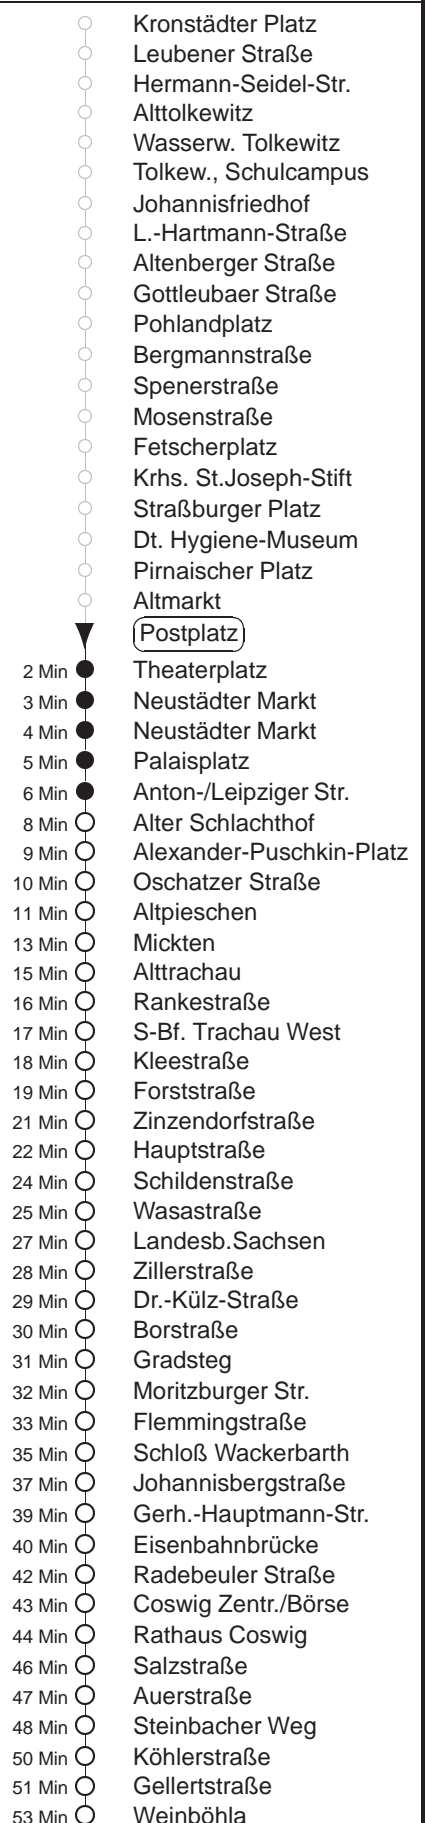 Kronstädter Platz
Leubener Straße
Hermann-Seidel-Str.
Alttolkewitz
Wasserw. Tolkewitz
Tolkew., Schulcampus
Johannisfriedhof
L.-Hartmann-Straße
Altenberger Straße
Gottleubaer Straße
Pohlandplatz
Bergmannstraße
Spenerstraße
Mosenstraße
Fetscherplatz
Krhs. St.Joseph-Stift
Straßburger Platz
Dt. Hygiene-Museum
Pirnaischer Platz
Altmarkt
Postplatz
2 Min Theaterplatz
3 Min Neustädter Markt
4 Min Neustädter Markt
5 Min Palaisplatz
6 Min Anton-/Leipziger Str.
8 Min Alter Schlachthof
9 Min Alexander-Puschkin-Platz
10 Min Oschatzer Straße
11 Min Altpieschen
13 Min Mickten
15 Min Alttrachau
16 Min Rankestraße
17 Min S-Bf. Trachau West
18 Min Kleestraße
19 Min Forststraße
21 Min Zinzendorfstraße
22 Min Hauptstraße
24 Min Schildenstraße
25 Min Wasastraße
27 Min Landesb.Sachsen
28 Min Zillerstraße
29 Min Dr.-Külz-Straße
30 Min Borstraße
31 Min Gradsteg
32 Min Moritzburger Str.
33 Min Flemmingstraße
35 Min Schloß Wackerbarth
37 Min Johannisbergstraße
39 Min Gerh.-Hauptmann-Str.
40 Min Eisenbahnbrücke
42 Min Radebeuler Straße
43 Min Coswig Zentr./Börse
44 Min Rathaus Coswig
46 Min Salzstraße
47 Min Auerstraße
48 Min Steinbacher Weg
50 Min Köhlerstraße
51 Min Gellertstraße
53 Min Weinböhla